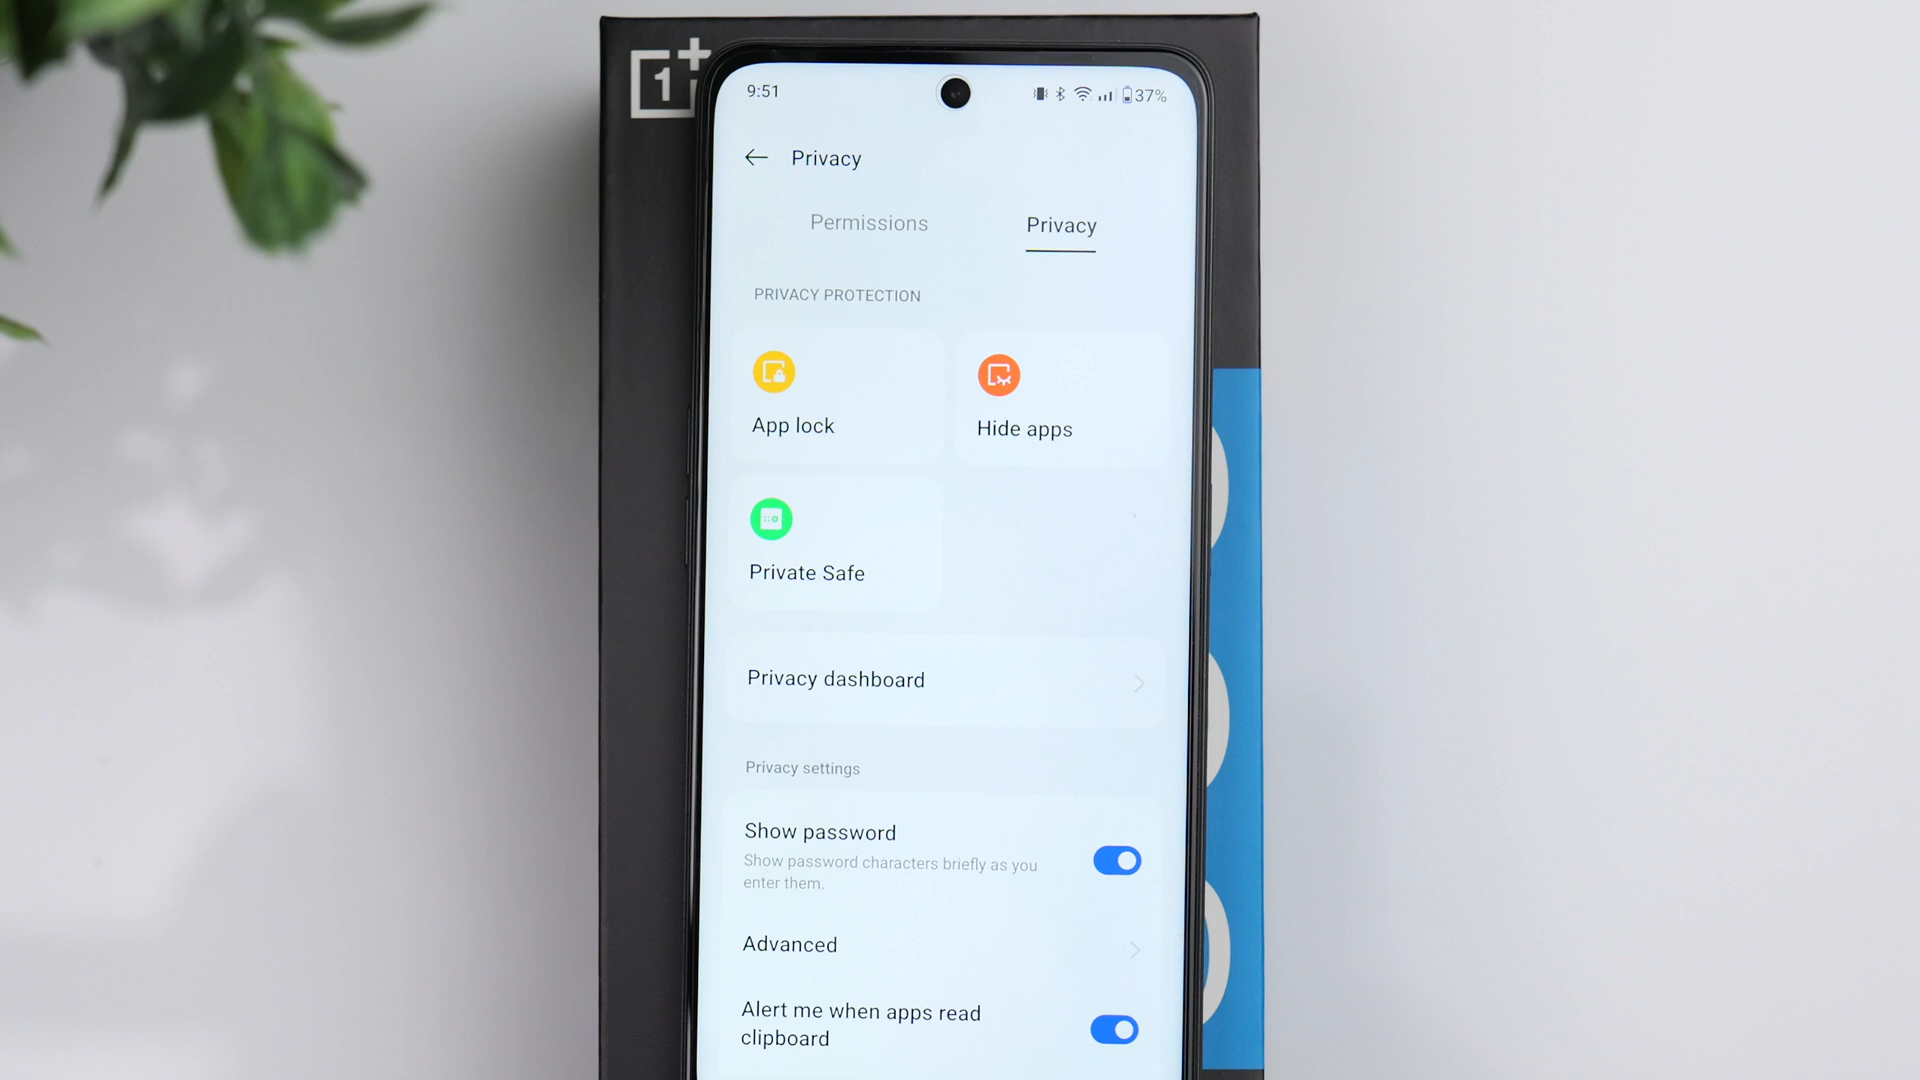 1+
9:51
37%
Privacy
Permissions
Privacy
PRIVACY PROTECTION
App lock
Hide apps
Private Safe
Privacy dashboard
Privacy settings
Show password
Show password characters briefly as you
enter them.
Advanced
Alert me when apps read
clipboard